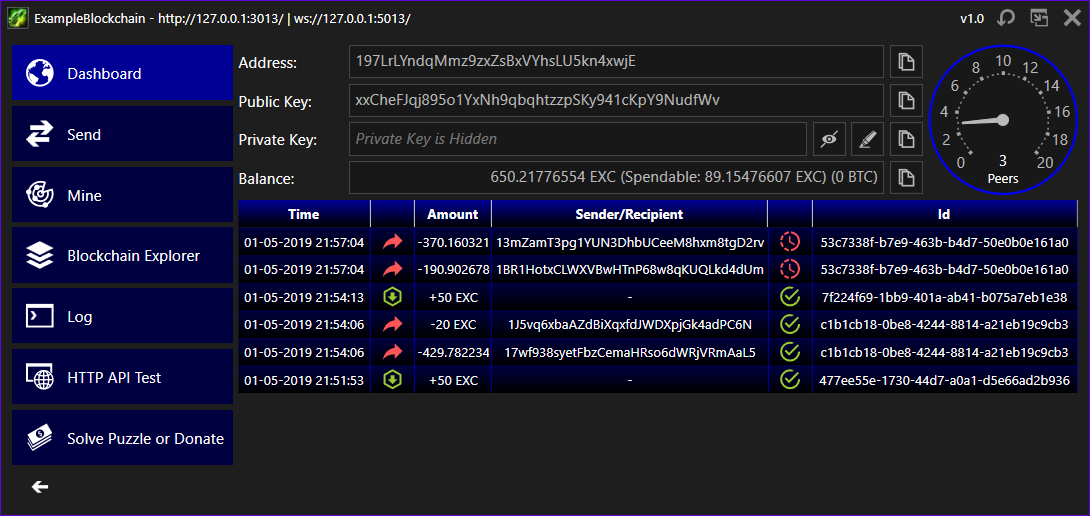 ExampleBlockchain - http://127.0.0.1:3013/ | ws://127.0.0.1:5013/ v1.0
Dashboard
Send
Mine
Blockchain Explorer
Log
HTTP API Test
Solve Puzzle or Donate
Address: 197LrLYndqMmz9zxZsBxVYhsLU5kn4xwjE
Public Key: xxCheFJqj895o1YxNh9qbqhtzzpSKy941cKpY9NudfWv
Private Key: Private Key is Hidden
Balance: 650.21776554 EXC (Spendable: 89.15476607 EXC) (0 BTC)
0 2 4 6 8 10 12 14 16 18 20
3
Peers
Time Amount Sender/Recipient Id
01-05-2019 21:57:04 -370.160321 13mZamT3pg1YUN3DhbUCeeM8hxm8tgD2rv 53c7338f-b7e9-463b-b4d7-50e0b0e161a0
01-05-2019 21:57:04 -190.902678 1BR1HotxCLWXVBwHTnP68w8qKUQLkd4dUm 53c7338f-b7e9-463b-b4d7-50e0b0e161a0
01-05-2019 21:54:13 +50 EXC - 7f224f69-1bb9-401a-ab41-b075a7eb1e38
01-05-2019 21:54:06 -20 EXC 1J5vq6xbaAZdBiXqxfdJWDXpjGk4adPC6N c1b1cb18-0be8-4244-8814-a21eb19c9cb3
01-05-2019 21:54:06 -429.782234 17wf938syetFbzCemaHRso6dWRjVRmAaL5 c1b1cb18-0be8-4244-8814-a21eb19c9cb3
01-05-2019 21:51:53 +50 EXC - 477ee55e-1730-44d7-a0a1-d5e66ad2b936